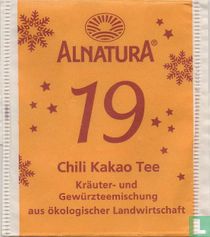 ALNATURA®
19
Chili Kakao Tee
Kräuter- und
Gewürzteemischung
aus ökologischer Landwirtschaft